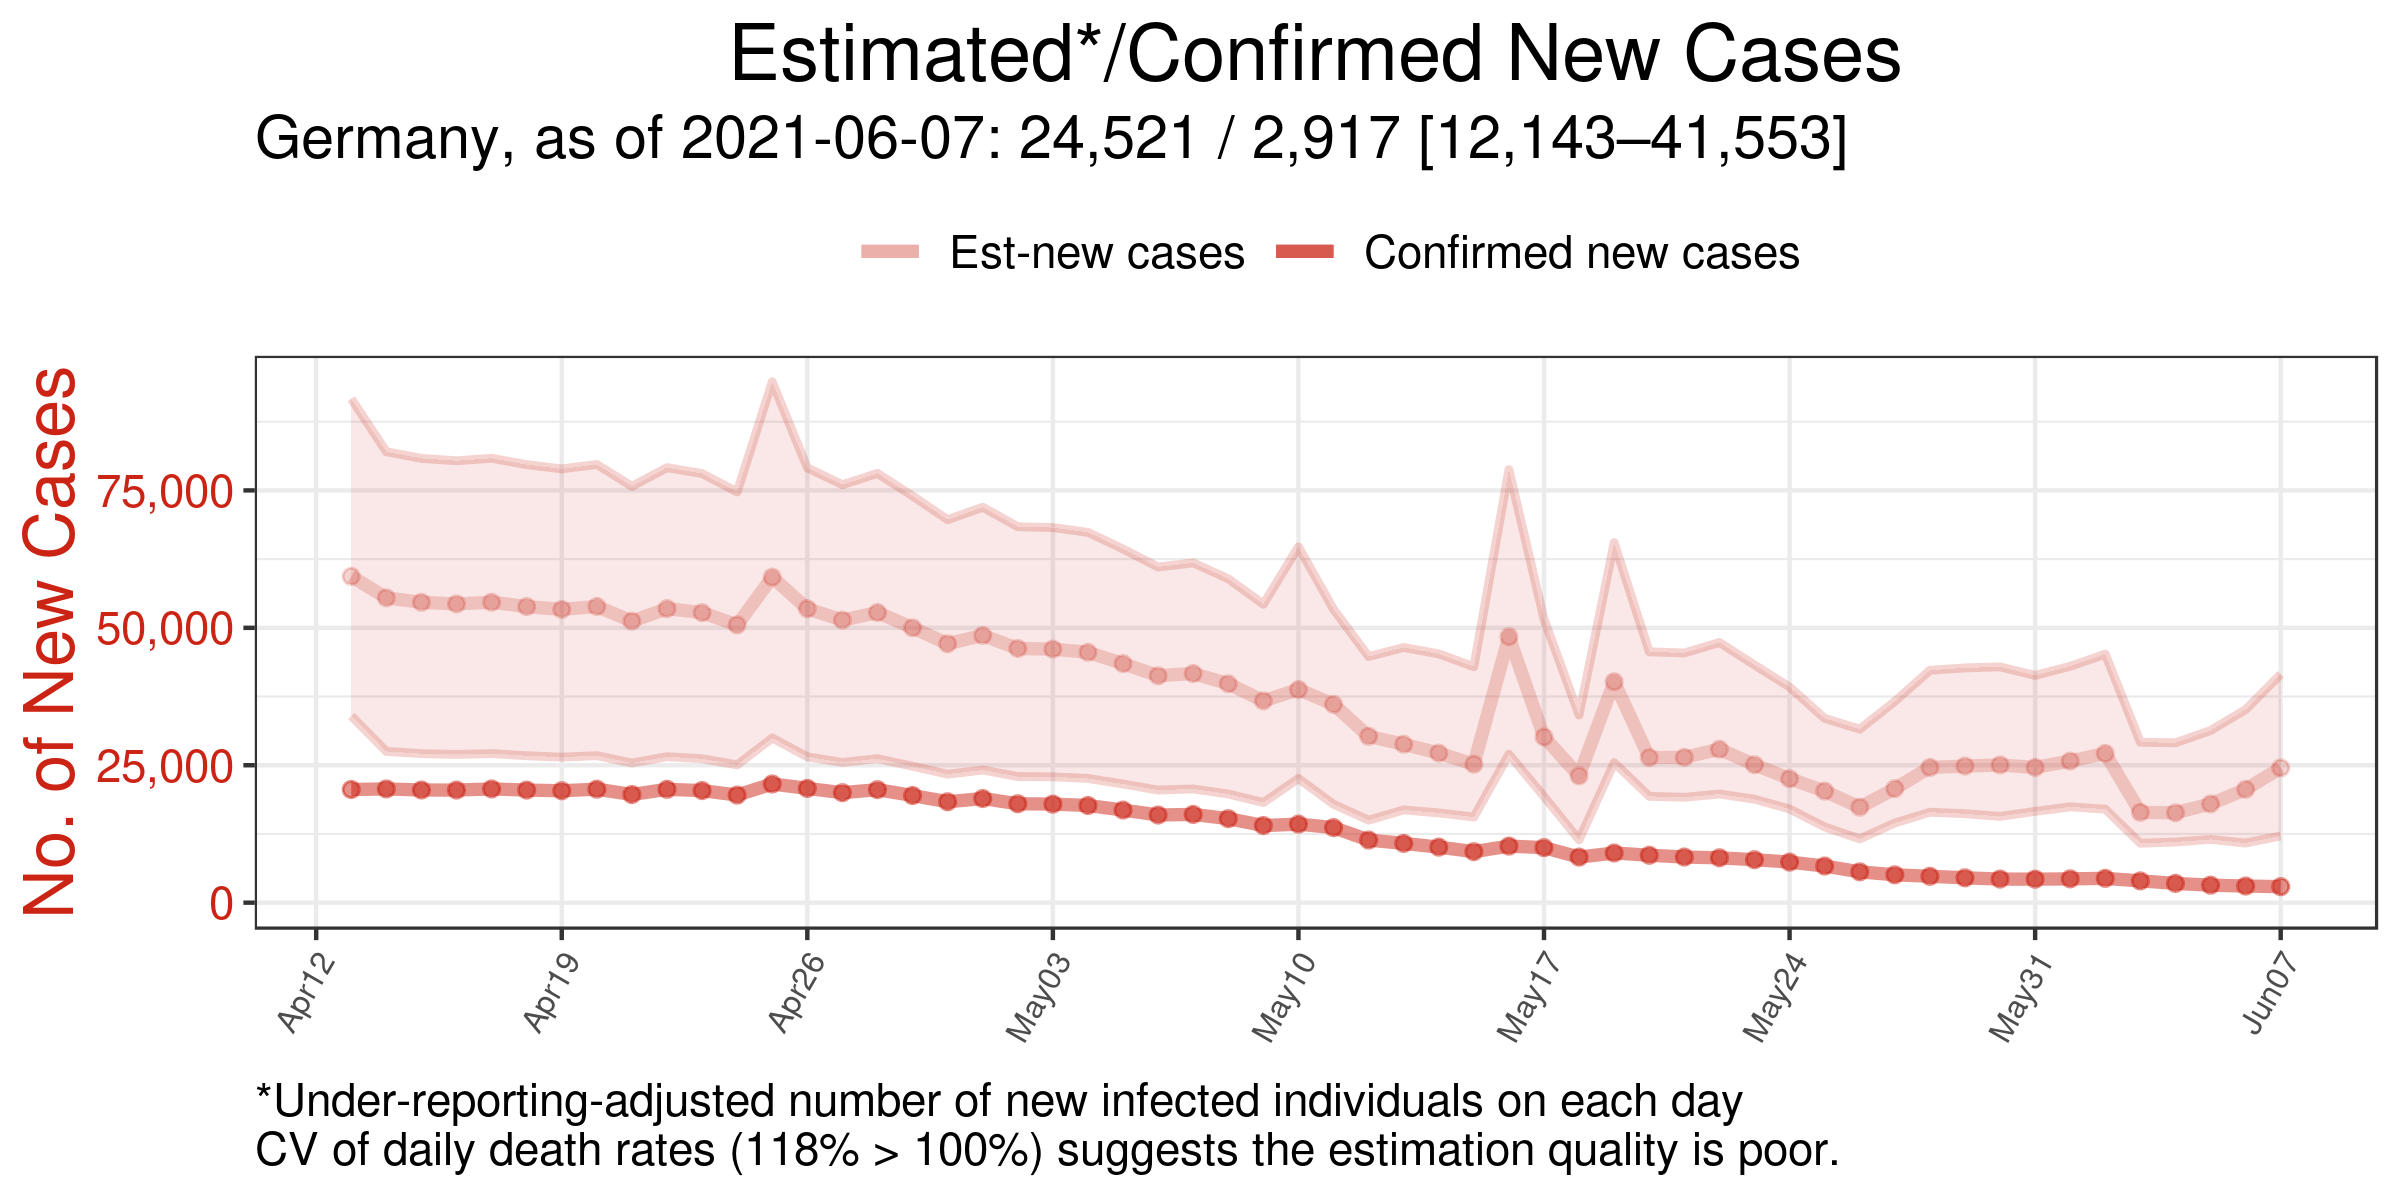 Estimated*/Confirmed New Cases
Germany, as of 2021-06-07: 24,521 / 2,917 [12,143–41,553]
Est-new cases
Confirmed new cases
No. of New Cases
75,000
50,000
25,000
0
Apr12
Apr19
Apr26
May03
May10
May17
May24
May31
Jun07
*Under-reporting-adjusted number of new infected individuals on each day
CV of daily death rates (118% > 100%) suggests the estimation quality is poor.